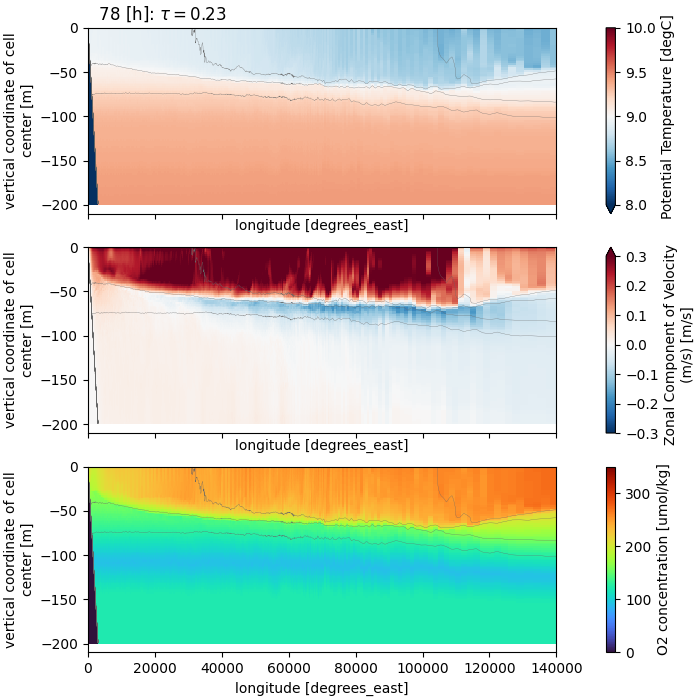 78 [h]: τ = 0.23
0
−50
−100
−150
−200
vertical coordinate of cell
center [m]
longitude [degrees_east]
10.0
9.5
9.0
8.5
8.0
Potential Temperature [degC]
0
−50
−100
−150
−200
vertical coordinate of cell
center [m]
longitude [degrees_east]
0.3
0.2
0.1
0.0
−0.1
−0.2
−0.3
Zonal Component of Velocity
(m/s) [m/s]
0
−50
−100
−150
−200
vertical coordinate of cell
center [m]
0 20000 40000 60000 80000 100000 120000 140000
longitude [degrees_east]
300
200
100
0
O2 concentration [umol/kg]